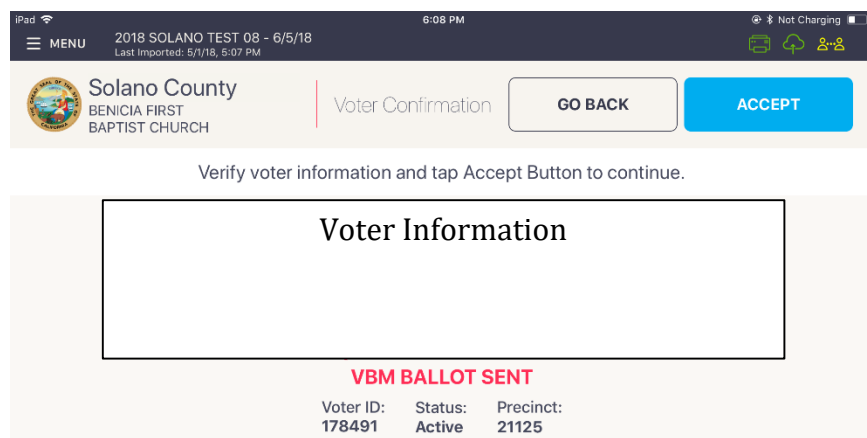 iPad 6:08 PM Not Charging
MENU 2018 SOLANO TEST 08 - 6/5/18
Last Imported: 5/1/18, 5:07 PM
Solano County
BENICIA FIRST
BAPTIST CHURCH
Voter Confirmation
GO BACK
ACCEPT
Verify voter information and tap Accept Button to continue.
Voter Information
VBM BALLOT SENT
Voter ID: Status: Precinct:
178491 Active 21125